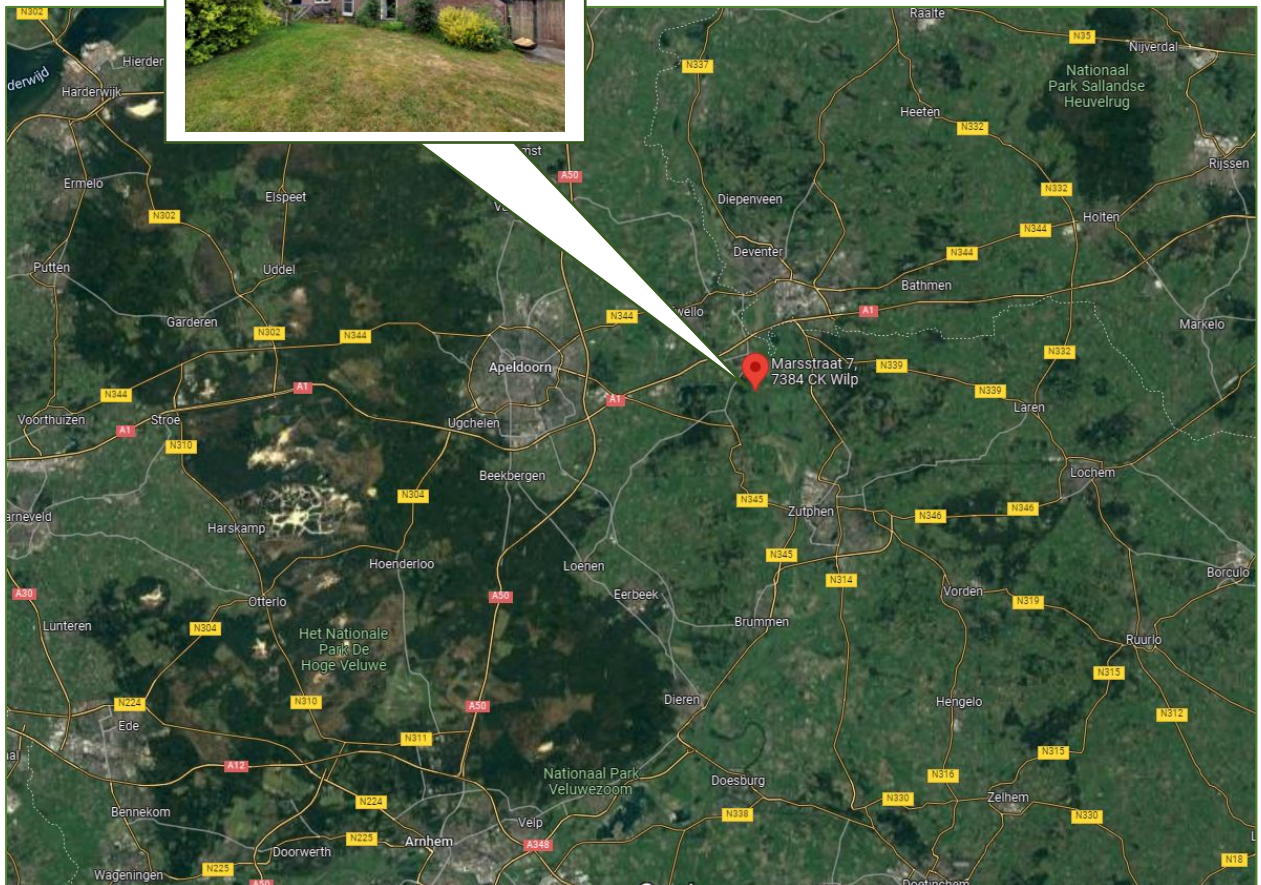 N302
Raalte
N35
Nijverdal
Harderwijk
N337
Nationaal
Park Sallandse
Heuvelrug
Heeten
N332
Rijssen
A50
Ermelo
Elspeet
N302
Diepenveen
N332
Holten
N344
Deventer
N344
Putten
Uddel
Bathmen
A1
Garderen
N302
N344
N344
Markelo
N332
Apeldoorn
Marsstraat 7,
7384 CK Wilp
N339
N339
Laren
A1
N344
A1
Voorthuizen
Stroe
A1
Ugchelen
N310
Beekbergen
Lochem
N304
N345
Zutphen
N346
N346
Harskamp
N345
Hoenderloo
Loenen
N314
Borculo
A30
Otterlo
A50
Eerbeek
Vorden
N319
Lunteren
N304
Brummen
Het Nationale
Park De
Hoge Veluwe
Ruurlo
N315
N224
N310
A50
Dieren
Hengelo
N312
Ede
N311
A12
N315
Nationaal Park
Veluwezoom
Doesburg
N316
N224
N330
Zelhem
Bennekom
N338
N330
Velp
N225
Arnhem
A348
Doorwerth
N18
N225
Wageningen
A50
Doetinchem